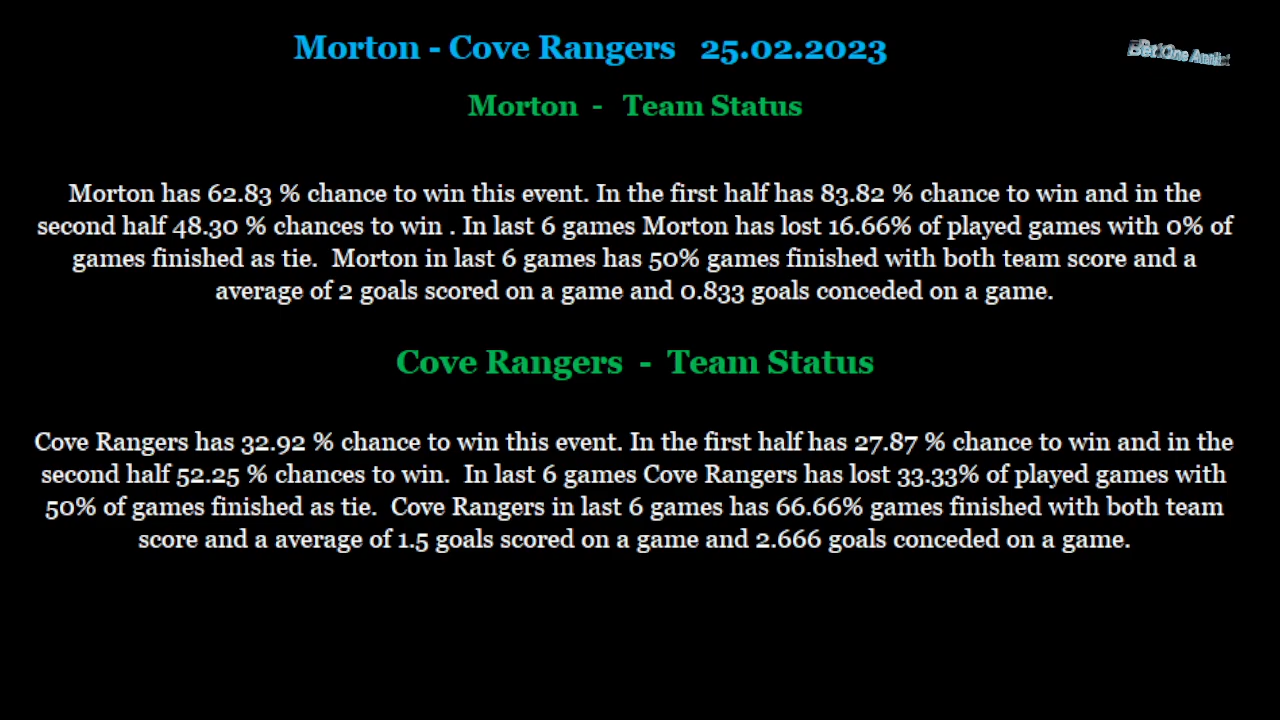 Morton - Cove Rangers 25.02.2023
Morton - Team Status
Morton has 62.83 % chance to win this event. In the first half has 83.82 % chance to win and in the
second half 48.30 % chances to win . In last 6 games Morton has lost 16.66% of played games with 0% of
games finished as tie. Morton in last 6 games has 50% games finished with both team score and a
average of 2 goals scored on a game and 0.833 goals conceded on a game.
Cove Rangers - Team Status
Cove Rangers has 32.92 % chance to win this event. In the first half has 27.87 % chance to win and in the
second half 52.25 % chances to win. In last 6 games Cove Rangers has lost 33.33% of played games with
50% of games finished as tie. Cove Rangers in last 6 games has 66.66% games finished with both team
score and a average of 1.5 goals scored on a game and 2.666 goals conceded on a game.